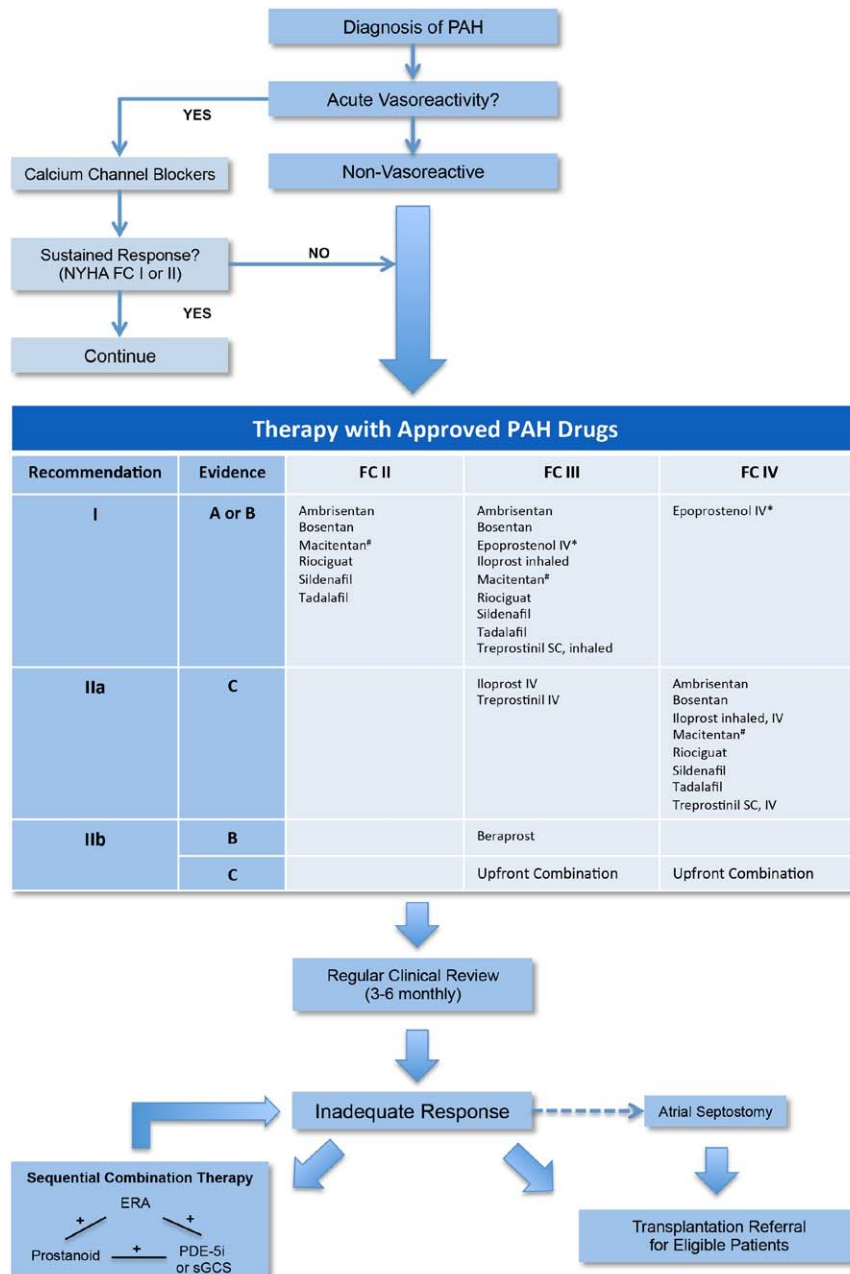 Diagnosis of PAH
Acute Vasoreactivity?
YES
Calcium Channel Blockers
Non-Vasoreactive
Sustained Response?
(NYHA FC I or II)
NO
YES
Continue
Therapy with Approved PAH Drugs
Recommendation Evidence FC II FC III FC IV
I
A or B
Ambrisentan
Bosentan
Macitentan#
Riociguat
Sildenafil
Tadalafil
Ambrisentan
Bosentan
Epoprostenol IV*
Iloprost inhaled
Macitentan#
Riociguat
Sildenafil
Tadalafil
Treprostinil SC, inhaled
Epoprostenol IV*
IIa
C
Iloprost IV
Treprostinil IV
Ambrisentan
Bosentan
Iloprost inhaled, IV
Macitentan#
Riociguat
Sildenafil
Tadalafil
Treprostinil SC, IV
IIb
B
Beraprost
C
Upfront Combination
Upfront Combination
Regular Clinical Review
(3-6 monthly)
Inadequate Response
Atrial Septostomy
Sequential Combination Therapy
ERA
+ +
Prostanoid + PDE-5i
or sGCS
Transplantation Referral
for Eligible Patients